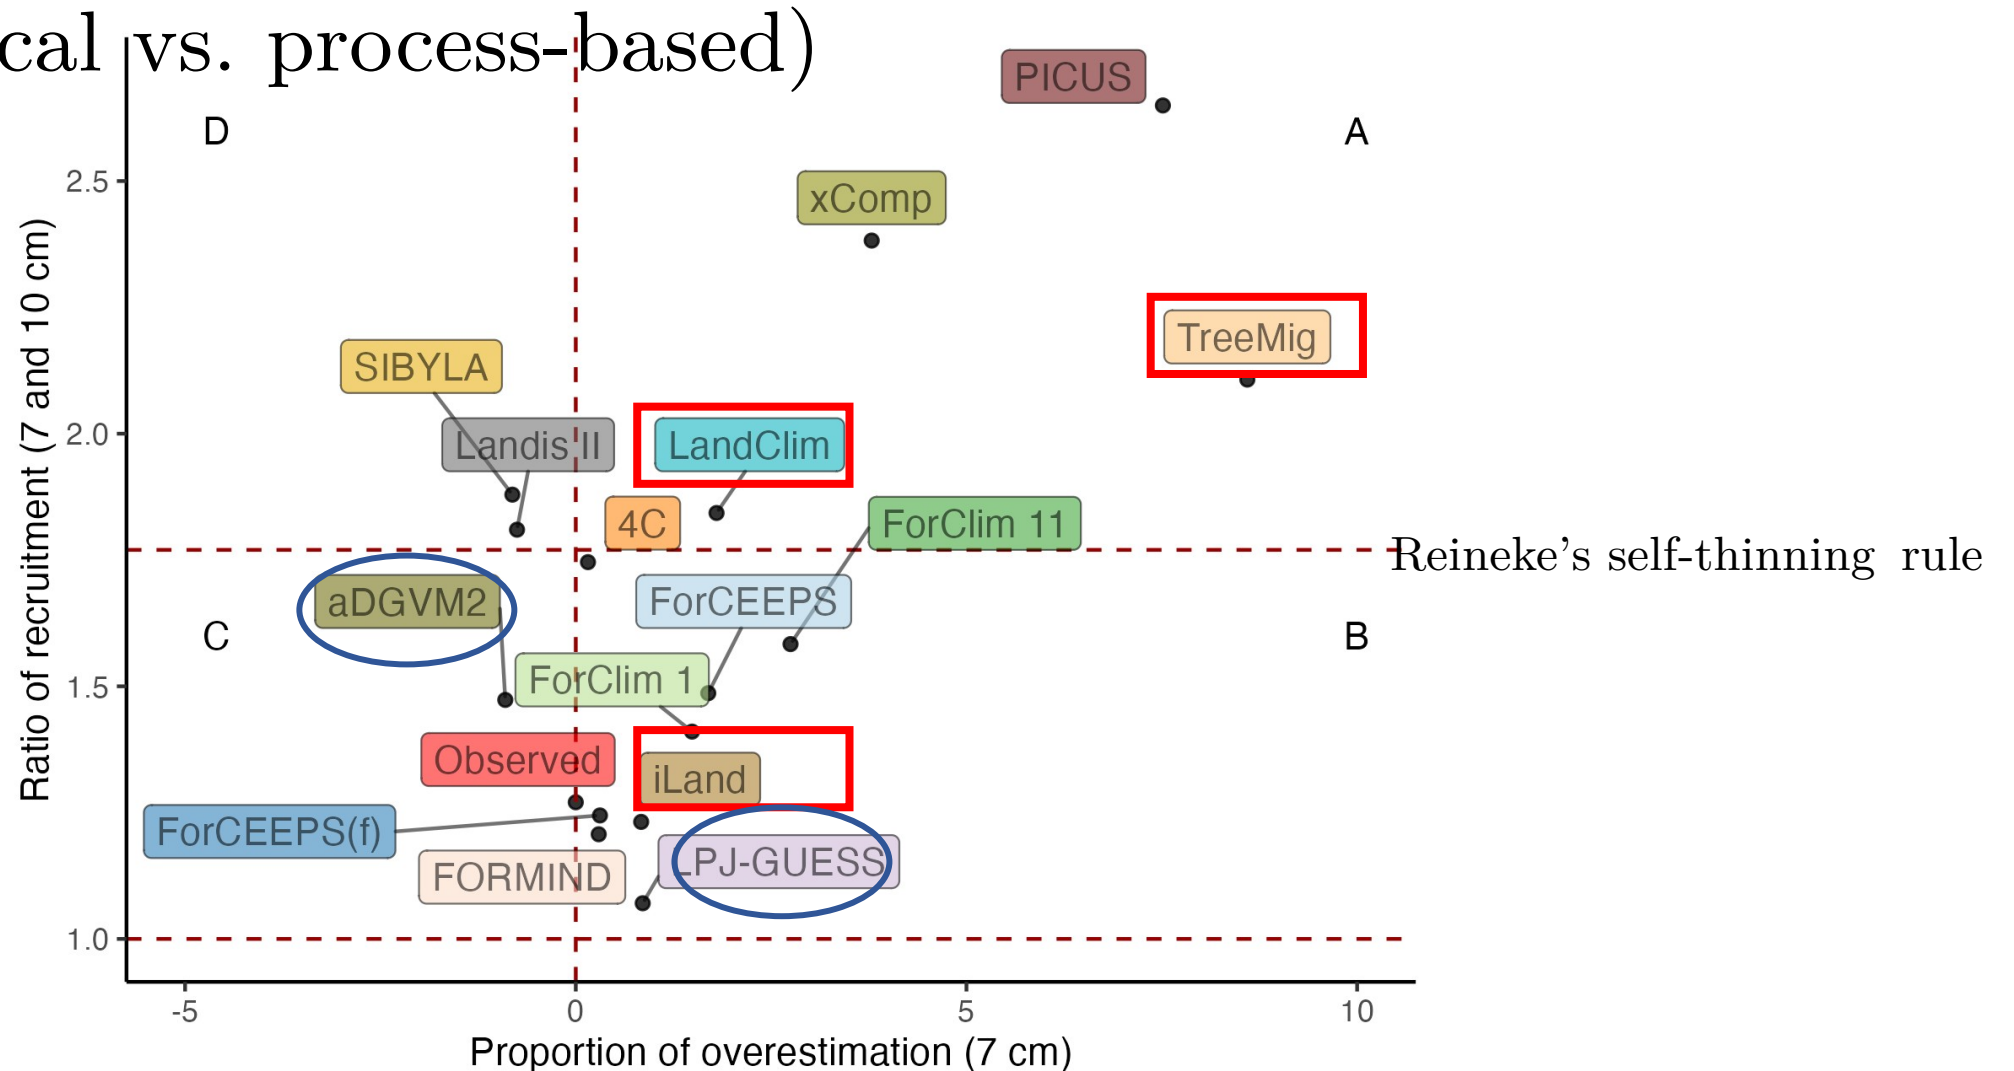 cal vs. process-based)
PICUS
D
A
2.5
xComp
TreeMig
SIBYLA
2.0
Landis II
LandClim
4C
ForClim 11
Reineke's self-thinning rule
aDGVM2
ForCEEPS
C
B
1.5
ForClim 1
Observed
iLand
ForCEEPS(f)
LPJ-GUESS
FORMIND
1.0
-5
0
5
10
Proportion of overestimation (7 cm)
Ratio of recruitment (7 and 10 cm)